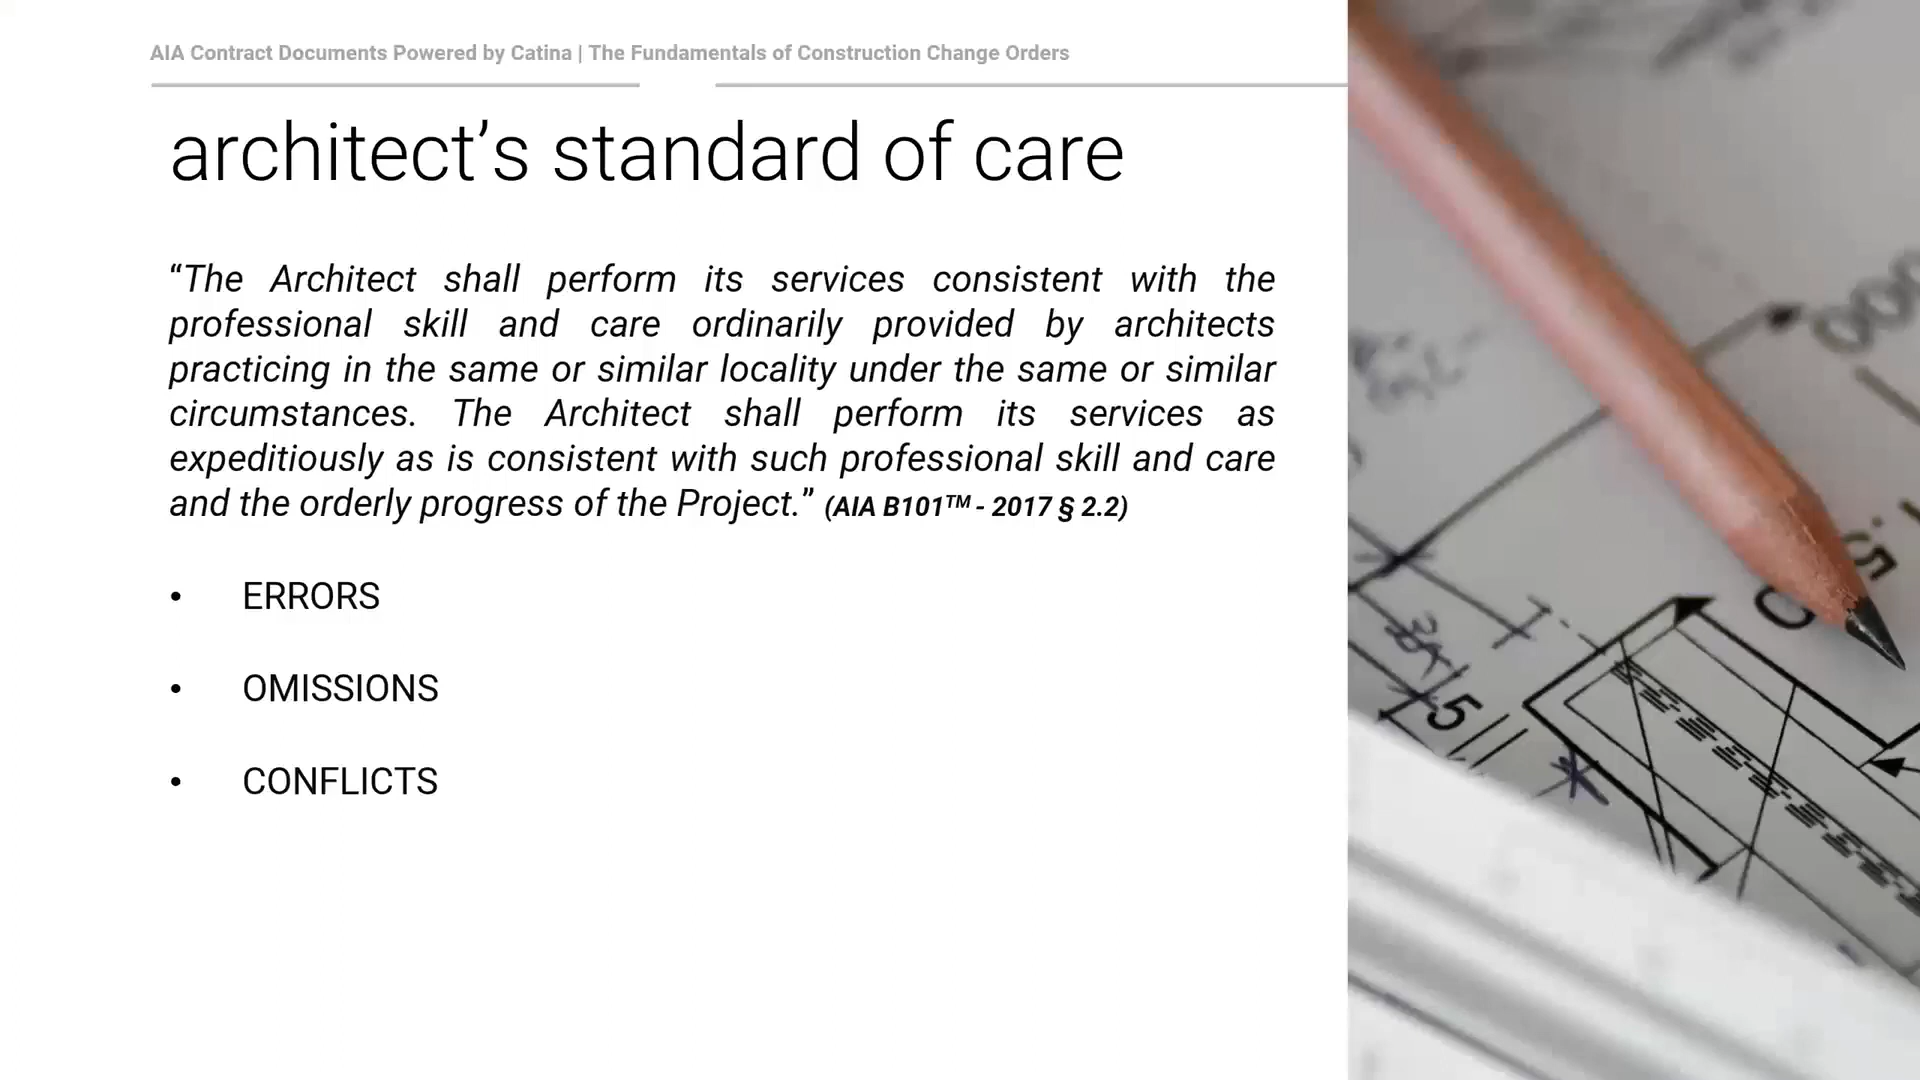 AIA Contract Documents Powered by Catina | The Fundamentals of Construction Change Orders
architect’s standard of care
“The Architect shall perform its services consistent with the
professional skill and care ordinarily provided by architects
practicing in the same or similar locality under the same or similar
circumstances. The Architect shall perform its services as
expeditiously as is consistent with such professional skill and care
and the orderly progress of the Project.” (AIA B101™ - 2017 § 2.2)
• ERRORS
• OMISSIONS
• CONFLICTS